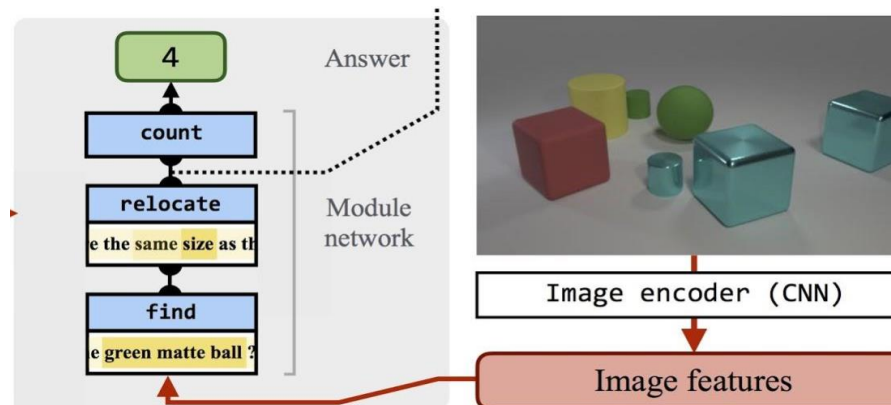 4
Answer
count
relocate
e the same size as th
Module
network
find
e green matte ball ?
Image encoder (CNN)
Image features